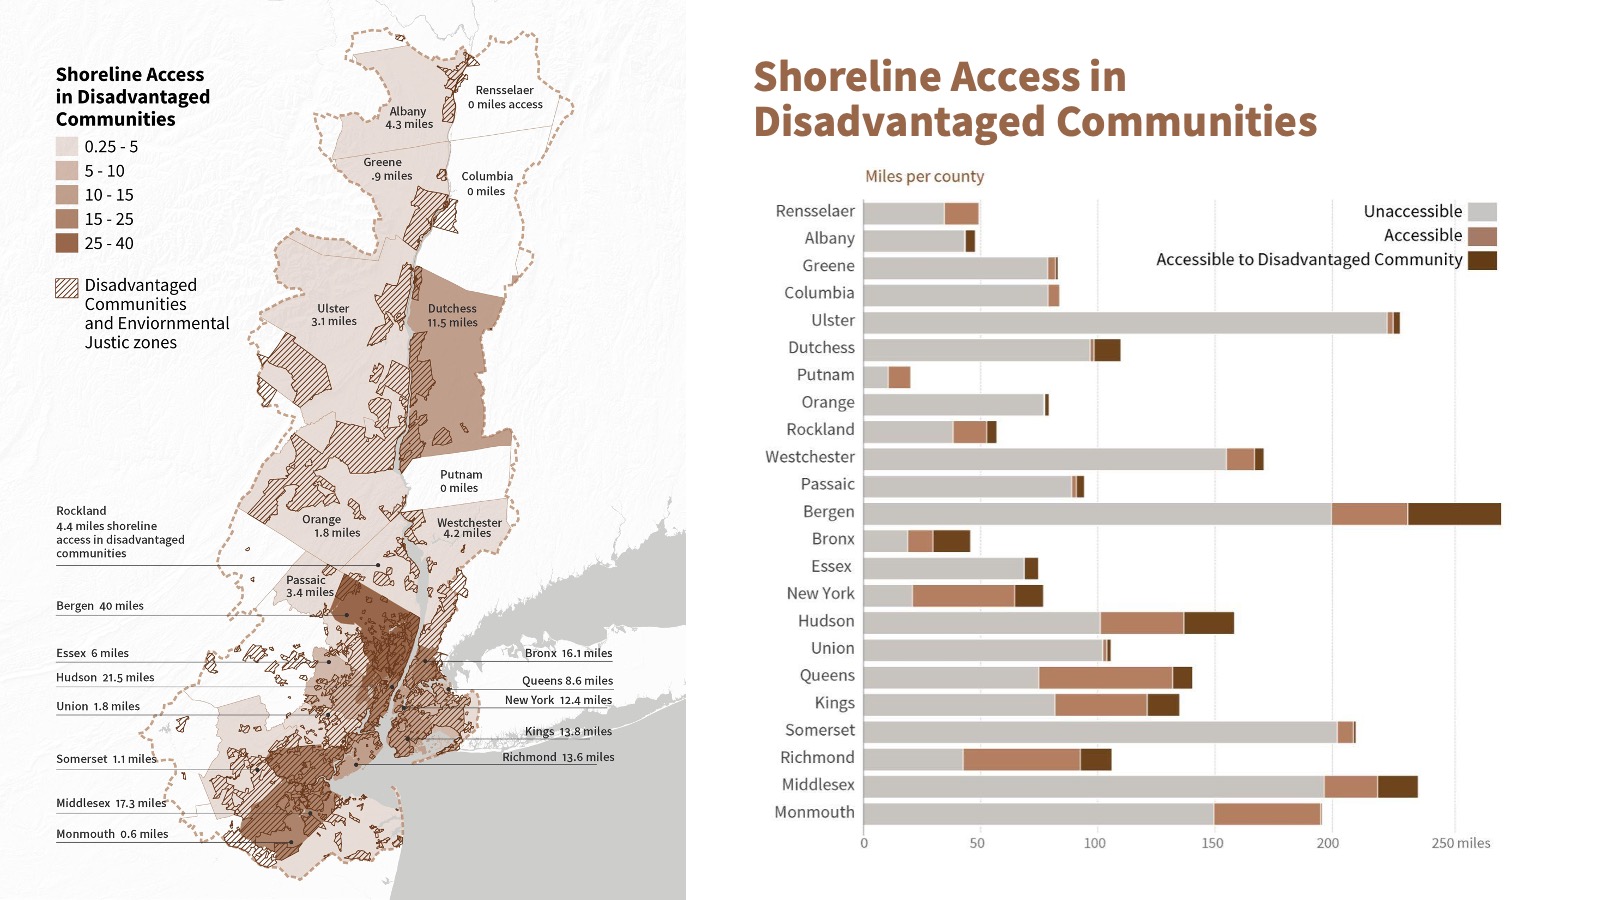 Shoreline Access
in Disadvantaged
Communities
0.25 - 5
5 - 10
10 - 15
15 - 25
25 - 40
Disadvantaged
Communities
and Enviornmental
Justic zones
Rensselaer
0 miles access
Albany
4.3 miles
Greene
.9 miles
Columbia
0 miles
Ulster
3.1 miles
Dutchess
11.5 miles
Putnam
0 miles
Orange
1.8 miles
Westchester
4.2 miles
Passaic
3.4 miles
Rockland
4.4 miles shoreline
access in disadvantaged
communities
Bergen 40 miles
Essex 6 miles
Hudson 21.5 miles
Union 1.8 miles
Somerset 1.1 miles
Middlesex 17.3 miles
Monmouth 0.6 miles
Bronx 16.1 miles
Queens 8.6 miles
New York 12.4 miles
Kings 13.8 miles
Richmond 13.6 miles
Shoreline Access in
Disadvantaged Communities
Miles per county
Unaccessible
Accessible
Accessible to Disadvantaged Community
Rensselaer
Albany
Greene
Columbia
Ulster
Dutchess
Putnam
Orange
Rockland
Westchester
Passaic
Bergen
Bronx
Essex
New York
Hudson
Union
Queens
Kings
Somerset
Richmond
Middlesex
Monmouth
0 50 100 150 200 250 miles